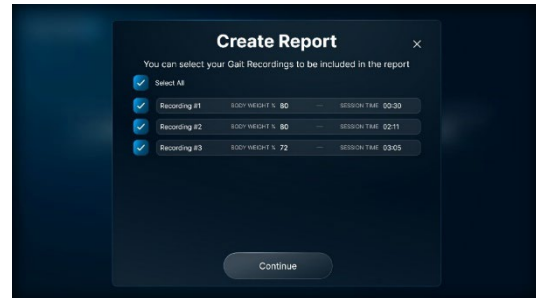 Create Report ×
You can select your Gait Recordings to be included in the report
Select All
Recording #1 BODY WEIGHT % 80 — SESSION TIME 00:30
Recording #2 BODY WEIGHT % 80 — SESSION TIME 02:11
Recording #3 BODY WEIGHT % 72 — SESSION TIME 03:05
Continue